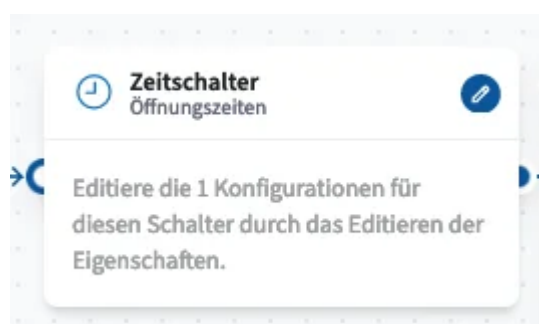 Zeitschalter
Öffnungszeiten
Editiere die 1 Konfigurationen für
diesen Schalter durch das Editieren der
Eigenschaften.